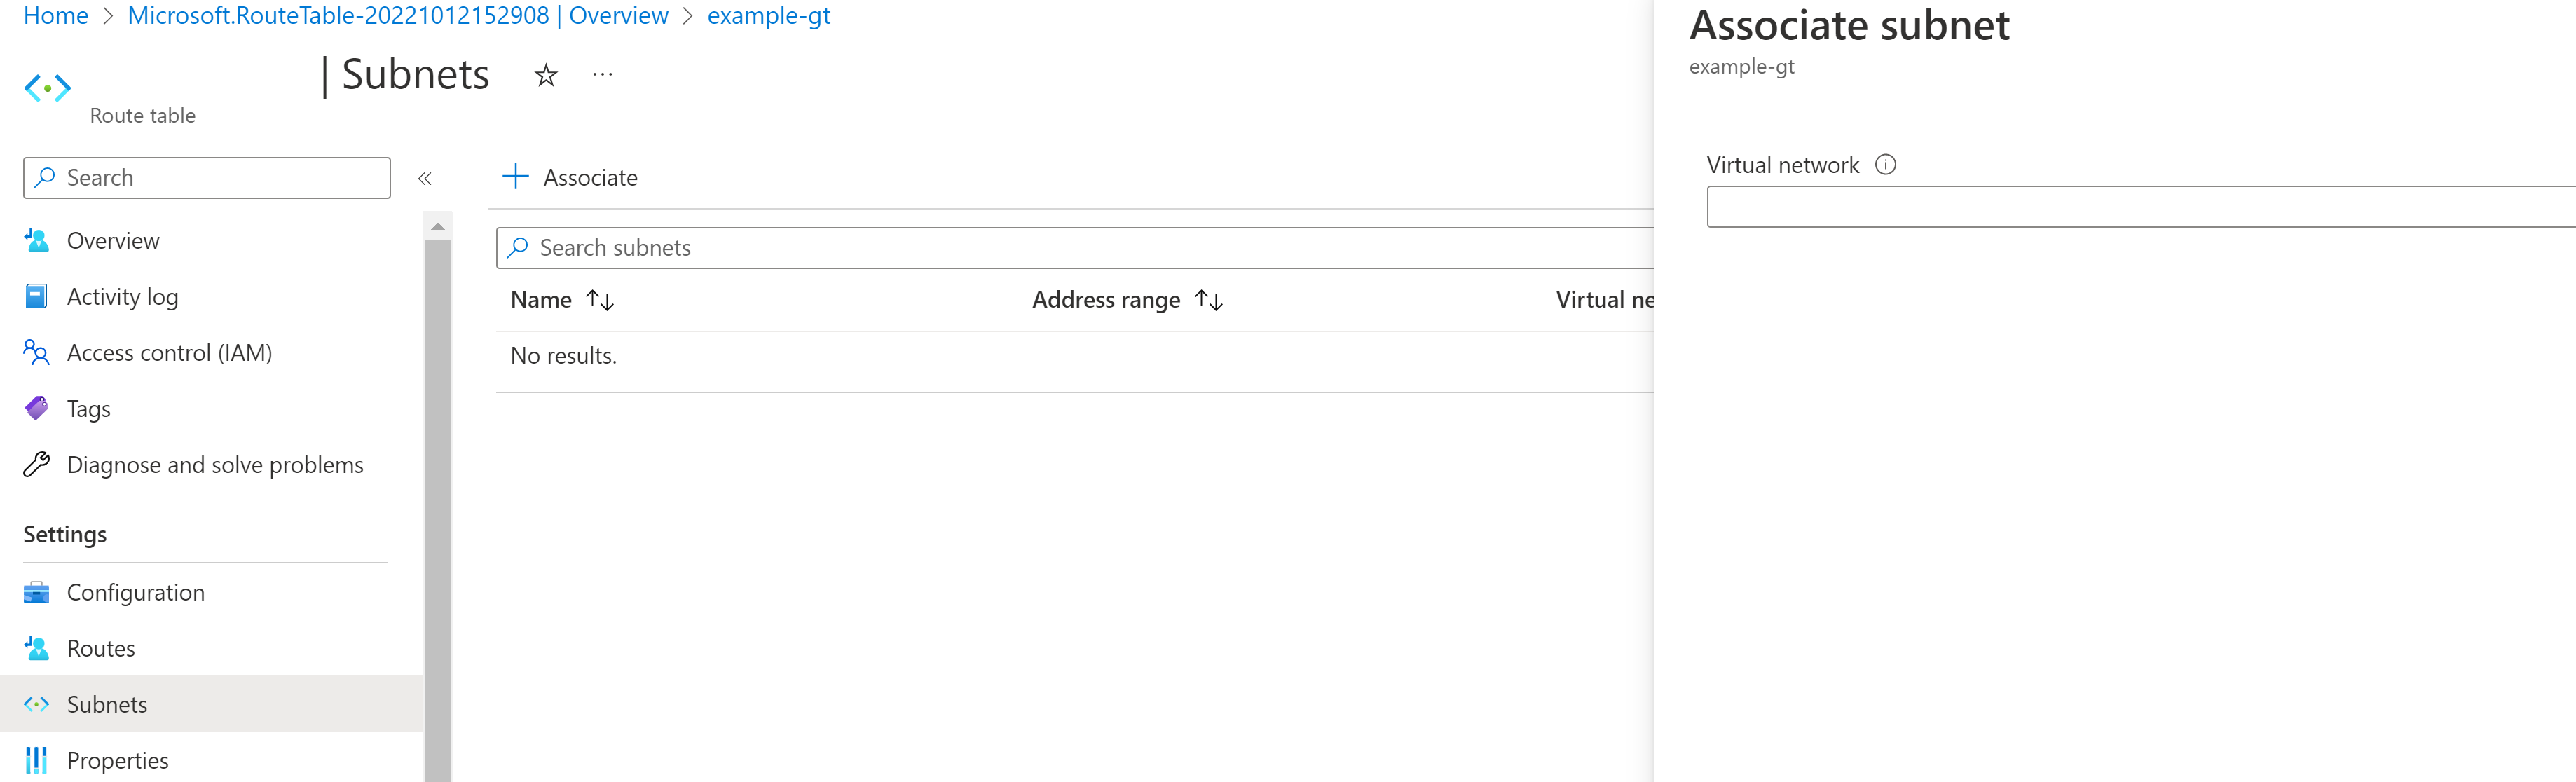 Home > Microsoft.RouteTable-20221012152908 | Overview > example-gt
| Subnets ☆ ...
Route table
Search «
Overview
Activity log
Access control (IAM)
Tags
Diagnose and solve problems
Settings
Configuration
Routes
Subnets
Properties
+ Associate
Search subnets
Name ↑↓ Address range ↑↓ Virtual ne
No results.
Associate subnet
example-gt
Virtual network